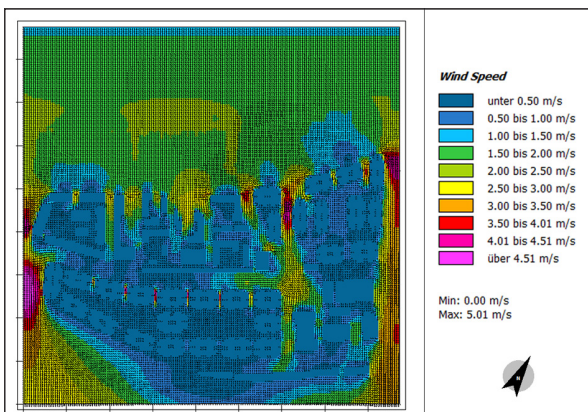 Wind Speed
unter 0.50 m/s
0.50 bis 1.00 m/s
1.00 bis 1.50 m/s
1.50 bis 2.00 m/s
2.00 bis 2.50 m/s
2.50 bis 3.00 m/s
3.00 bis 3.50 m/s
3.50 bis 4.01 m/s
4.01 bis 4.51 m/s
über 4.51 m/s
Min: 0.00 m/s
Max: 5.01 m/s
N